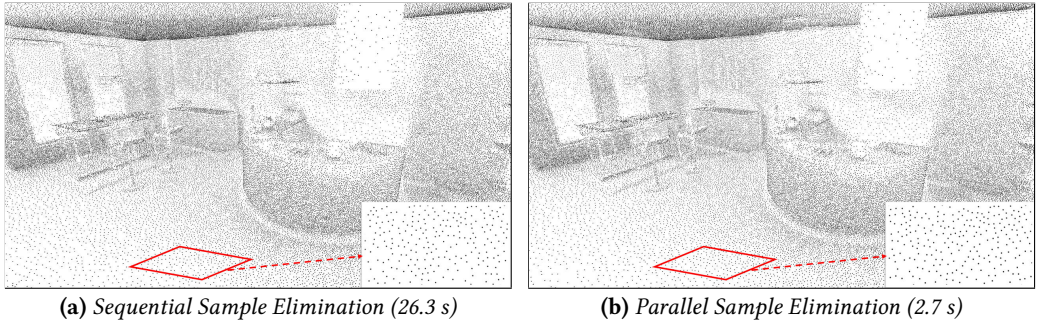 (a) Sequential Sample Elimination (26.3 s)
(b) Parallel Sample Elimination (2.7 s)